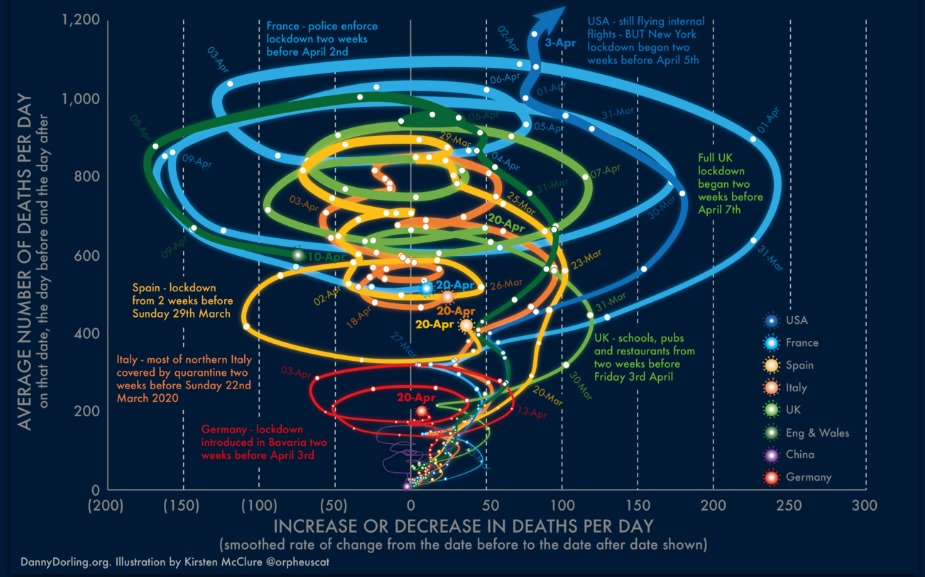 1,200
1,000
800
600
400
200
0
AVERAGE NUMBER OF DEATHS PER DAY
on that date, the day before and the day after
France - police enforce
lockdown two weeks
before April 2nd
USA - still flying internal
flights - BUT New York
lockdown began two
weeks before April 5th
Full UK
lockdown
began two
weeks before
April 7th
Spain - lockdown
from 2 weeks before
Sunday 29th March
Italy - most of northern Italy
covered by quarantine two
weeks before Sunday 22nd
March 2020
UK - schools, pubs
and restaurants from
two weeks before
Friday 3rd April
Germany - lockdown
introduced in Bavaria two
weeks before April 3rd
02-Apr
3-Apr
03-Apr
06-Apr
01-Apr
31-Mar
01-Apr
05-Apr
06-Apr
29-Mar
04-Apr
09-Apr
09-Apr
07-Apr
31-Mar
30-Mar
25-Mar
03-Apr
20-Apr
31-Mar
09-Apr
10-Apr
23-Mar
02-Apr
20-Apr
26-Mar
20-Apr
18-Apr
20-Apr
31-Mar
27-Mar
30-Mar
03-Apr
20-Apr
20-Mar
13-Apr
USA
France
Spain
Italy
UK
Eng & Wales
China
Germany
(200)
(150)
(100)
(50)
0
50
100
150
200
250
300
INCREASE OR DECREASE IN DEATHS PER DAY
(smoothed rate of change from the date before to the date after date shown)
DannyDorling.org. Illustration by Kirsten McClure @orpheuscat